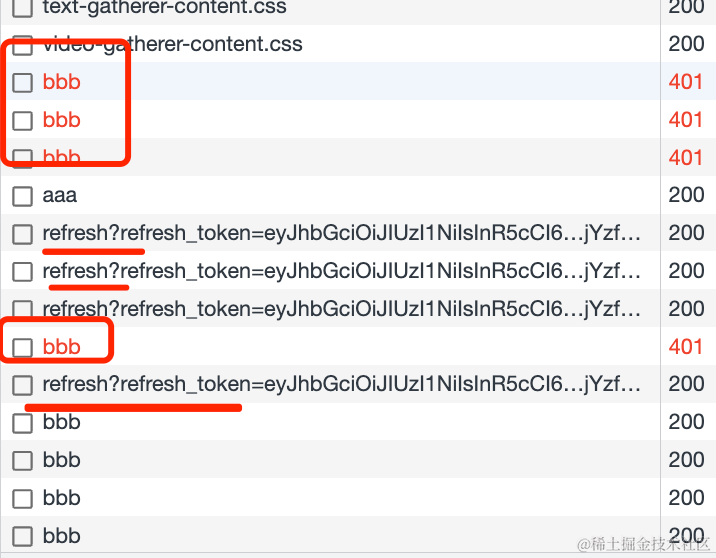 text-gatherer-content.css 200
video-gatherer-content.css 200
bbb 401
bbb 401
bbb 401
aaa 200
refresh?refresh_token=eyJhbGciOiJIUzI1NiIsInR5cCI6…jYzf… 200
refresh?refresh_token=eyJhbGciOiJIUzI1NiIsInR5cCI6…jYzf… 200
refresh?refresh_token=eyJhbGciOiJIUzI1NiIsInR5cCI6…jYzf… 200
bbb 401
refresh?refresh_token=eyJhbGciOiJIUzI1NiIsInR5cCI6…jYzf… 200
bbb 200
bbb 200
bbb 200
bbb 200
@稀土掘金技术社区